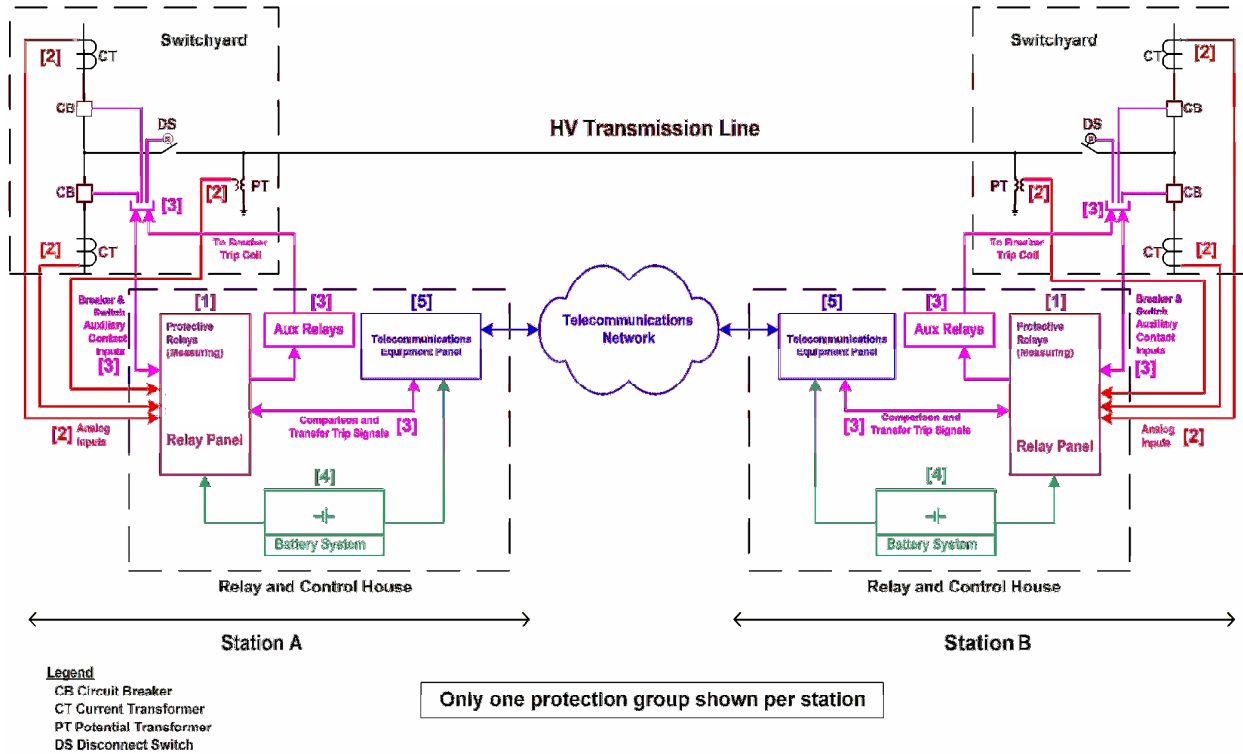 Switchyard
[2]
CT
CB
DS
CB
[3]
[2]
PT
[2]
CT
To Breaker
Trip Coil
HV Transmission Line
Switchyard
CT
[2]
CB
DS
CB
PT
[2]
[3]
[2]
CT
To Breaker
Trip Coil
Breaker &
Switch
Auxiliary
Contact
Inputs
[3]
[1]
Protective
Relays
(Measuring)
Relay Panel
[3]
Aux Relays
[5]
Telecommunications
Equipment Panel
[2] Analog
Inputs
Comparison and
Transfer Trip Signals
[3]
[4]
Battery System
Relay and Control House
Telecommunications
Network
[5]
Telecommunications
Equipment Panel
[3]
Aux Relays
[1]
Protective
Relays
(Measuring)
Relay Panel
Breaker &
Switch
Auxiliary
Contact
Inputs
[3]
Comparison and
[3] Transfer Trip Signals
Analog
Inputs
[2]
[4]
Battery System
Relay and Control House
Station A
Station B
Legend
CB Circuit Breaker
CT Current Transformer
PT Potential Transformer
DS Disconnect Switch
Only one protection group shown per station